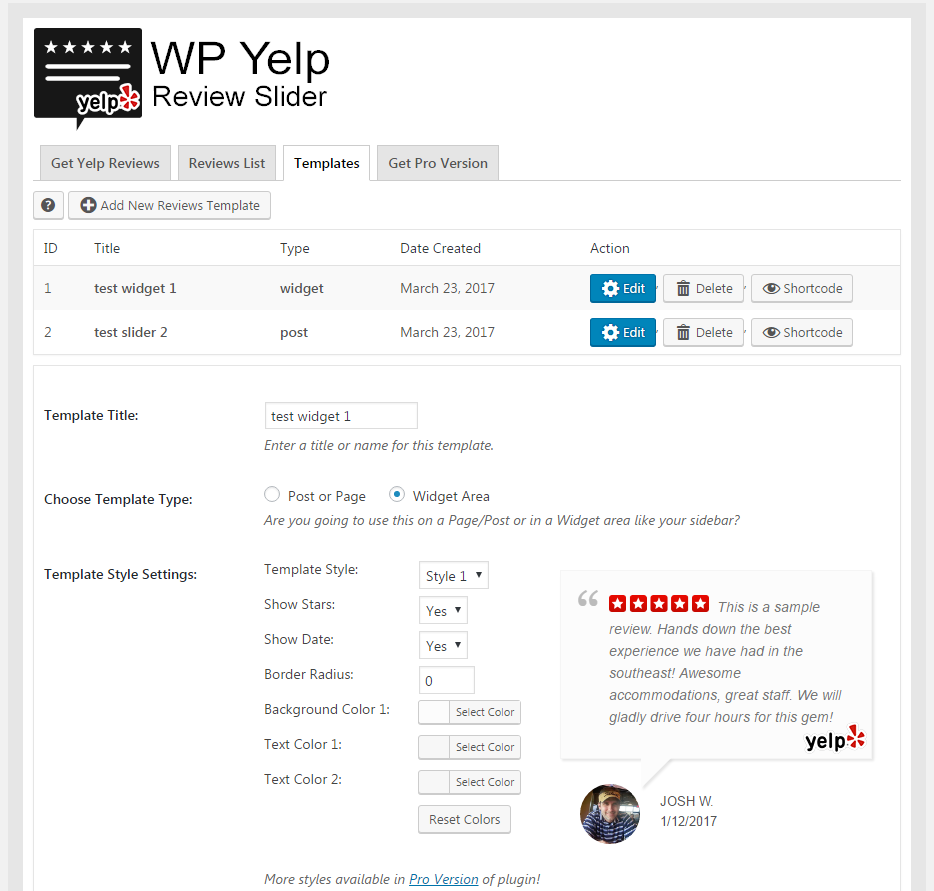 yelp
WP Yelp
Review Slider
Get Yelp Reviews
Reviews List
Templates
Get Pro Version
? Add New Reviews Template
ID Title Type Date Created Action
1 test widget 1 widget March 23, 2017 Edit Delete Shortcode
2 test slider 2 post March 23, 2017 Edit Delete Shortcode
Template Title: test widget 1
Enter a title or name for this template.
Choose Template Type: Post or Page Widget Area
Are you going to use this on a Page/Post or in a Widget area like your sidebar?
Template Style Settings:
Template Style: Style 1
Show Stars: Yes
Show Date: Yes
Border Radius: 0
Background Color 1: Select Color
Text Color 1: Select Color
Text Color 2: Select Color
Reset Colors
“ This is a sample
review. Hands down the best
experience we have had in the
southeast! Awesome
accommodations, great staff. We will
gladly drive four hours for this gem!
yelp
JOSH W.
1/12/2017
More styles available in Pro Version of plugin!